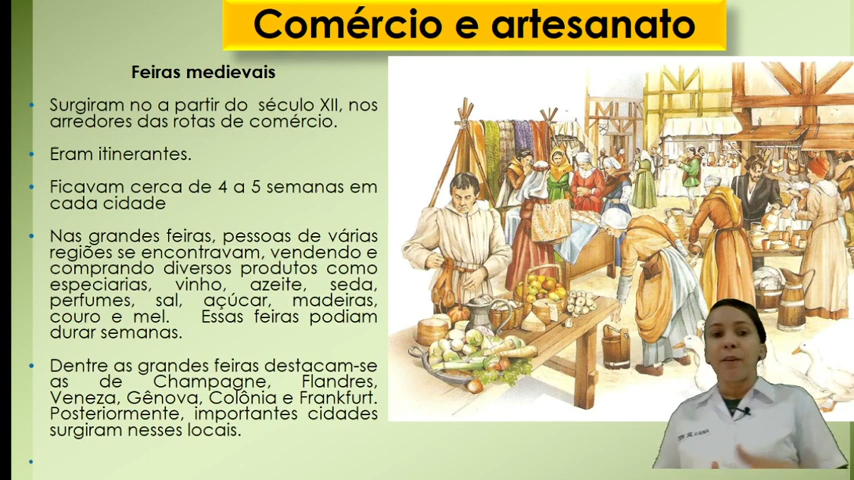 Comércio e artesanato
Feiras medievais
Surgiram no a partir do século XII, nos
arredores das rotas de comércio.
Eram itinerantes.
Ficavam cerca de 4 a 5 semanas em
cada cidade
Nas grandes feiras, pessoas de várias
regiões se encontravam, vendendo e
comprando diversos produtos como
especiarias, vinho, azeite, seda,
perfumes, sal, açúcar, madeiras,
couro e mel. Essas feiras podiam
durar semanas.
Dentre as grandes feiras destacam-se
as de Champagne, Flandres,
Veneza, Gênova, Colônia e Frankfurt.
Posteriormente, importantes cidades
surgiram nesses locais.